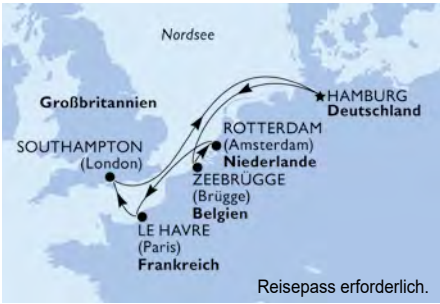 Nordsee
Großbritannien
HAMBURG
Deutschland
ROTTERDAM
(Amsterdam)
Niederlande
SOUTHAMPTON
(London)
ZEEBRÜGGE
(Brügge)
Belgien
LE HAVRE
(Paris)
Frankreich
Reisepass erforderlich.